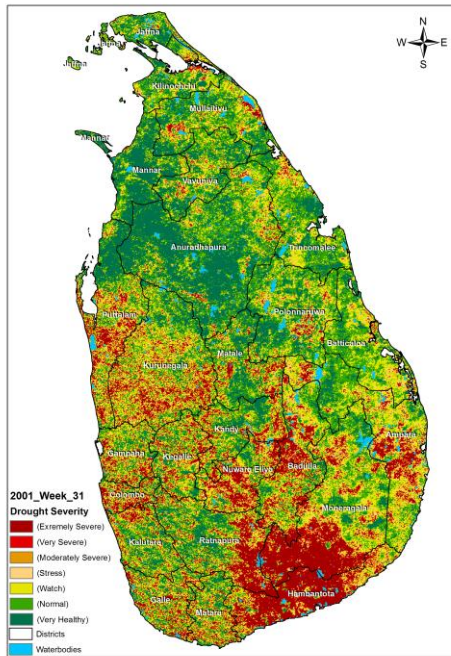 N
W E
S
Jaffna
Jaffna
Jaffna
Kilinochchi
Mullaitivu
Mannar
Mannar
Vavuniya
Anuradhapura
Trincomalee
Puttalam
Polonnaruwa
Batticaloa
Matale
Kurunegala
Kandy
Ampara
Gampaha
Kegalle
Nuwara Eliya
Badulla
Colombo
Moneragala
Kalutara
Ratnapura
Hambantota
Galle
Matara
2001_Week_31
Drought Severity
(Exremely Severe)
(Very Severe)
(Moderately Severe)
(Stress)
(Watch)
(Normal)
(Very Healthy)
Districts
Waterbodies